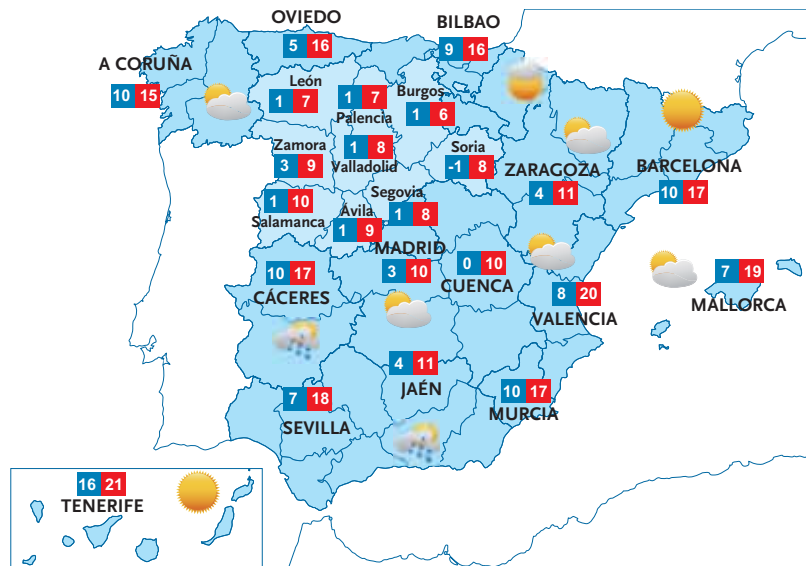 OVIEDO
5 16
BILBAO
9 16
A CORUÑA
10 15
León
1 7
1 7
Palencia
Burgos
1 6
Zamora
3 9
1 8
Valladolid
Soria
-1 8
ZARAGOZA
4 11
BARCELONA
10 17
1 10
Salamanca
Ávila
1 9
Segovia
1 8
MADRID
3 10
0 10
CUENCA
10 17
CÁCERES
8 20
VALENCIA
7 19
MALLORCA
4 11
JAÉN
10 17
MURCIA
7 18
SEVILLA
16 21
TENERIFE